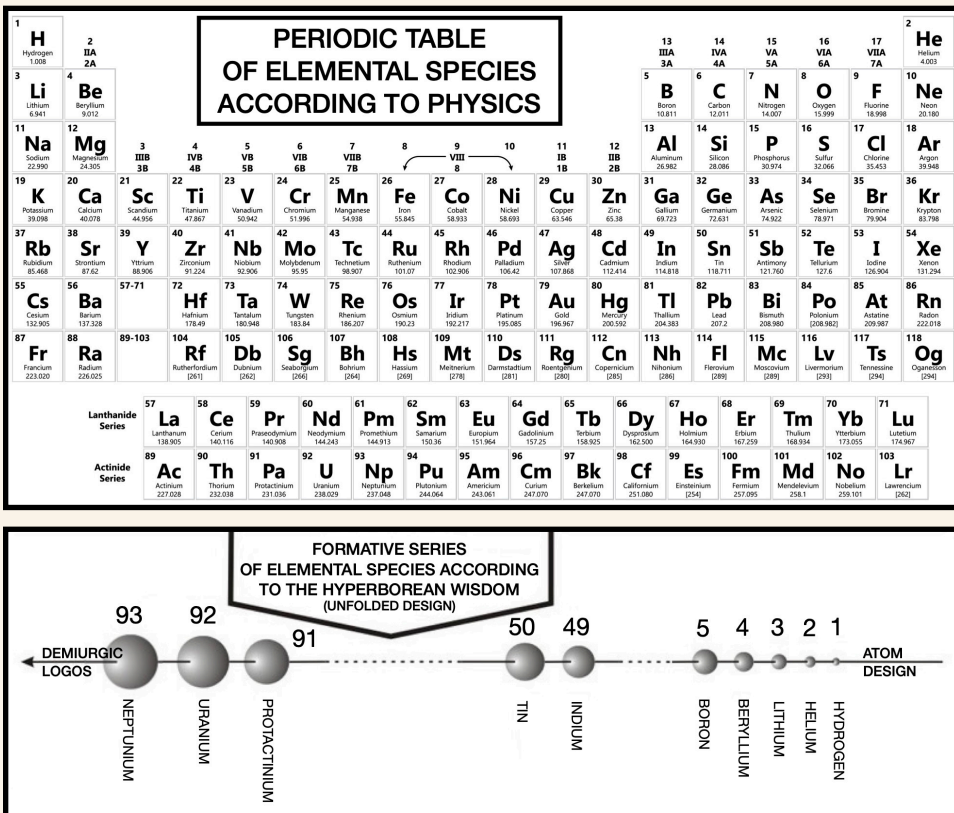 PERIODIC TABLE
OF ELEMENTAL SPECIES
ACCORDING TO PHYSICS
1
H
Hydrogen
1.008
2
IIA
2A
13
IIIA
3A
14
IVA
4A
15
VA
5A
16
VIA
6A
17
VIIA
7A
2
He
Helium
4.003
3
Li
Lithium
6.941
4
Be
Beryllium
9.012
5
B
Boron
10.811
6
C
Carbon
12.011
7
N
Nitrogen
14.007
8
O
Oxygen
15.999
9
F
Fluorine
18.998
10
Ne
Neon
20.180
11
Na
Sodium
22.990
12
Mg
Magnesium
24.305
3
IIIB
3B
4
IVB
4B
5
VB
5B
6
VIB
6B
7
VIIB
7B
8
9
VIII
8
10
11
IB
1B
12
IIB
2B
13
Al
Aluminum
26.982
14
Si
Silicon
28.086
15
P
Phosphorus
30.974
16
S
Sulfur
32.066
17
Cl
Chlorine
35.453
18
Ar
Argon
39.948
19
K
Potassium
39.098
20
Ca
Calcium
40.078
21
Sc
Scandium
44.956
22
Ti
Titanium
47.867
23
V
Vanadium
50.942
24
Cr
Chromium
51.996
25
Mn
Manganese
54.938
26
Fe
Iron
55.845
27
Co
Cobalt
58.933
28
Ni
Nickel
58.693
29
Cu
Copper
63.546
30
Zn
Zinc
65.38
31
Ga
Gallium
69.723
32
Ge
Germanium
72.631
33
As
Arsenic
74.922
34
Se
Selenium
78.971
35
Br
Bromine
79.904
36
Kr
Krypton
83.798
37
Rb
Rubidium
85.468
38
Sr
Strontium
87.62
39
Y
Yttrium
88.906
40
Zr
Zirconium
91.224
41
Nb
Niobium
92.906
42
Mo
Molybdenum
95.95
43
Tc
Technetium
98.907
44
Ru
Ruthenium
101.07
45
Rh
Rhodium
102.906
46
Pd
Palladium
106.42
47
Ag
Silver
107.868
48
Cd
Cadmium
112.414
49
In
Indium
114.818
50
Sn
Tin
118.711
51
Sb
Antimony
121.760
52
Te
Tellurium
127.6
53
I
Iodine
126.904
54
Xe
Xenon
131.294
55
Cs
Cesium
132.905
56
Ba
Barium
137.328
57-71
72
Hf
Hafnium
178.49
73
Ta
Tantalum
180.948
74
W
Tungsten
183.84
75
Re
Rhenium
186.207
76
Os
Osmium
190.23
77
Ir
Iridium
192.217
78
Pt
Platinum
195.085
79
Au
Gold
196.967
80
Hg
Mercury
200.592
81
Tl
Thallium
204.383
82
Pb
Lead
207.2
83
Bi
Bismuth
208.980
84
Po
Polonium
[208.982]
85
At
Astatine
209.987
86
Rn
Radon
222.018
87
Fr
Francium
223.020
88
Ra
Radium
226.025
89-103
104
Rf
Rutherfordium
[261]
105
Db
Dubnium
[262]
106
Sg
Seaborgium
[266]
107
Bh
Bohrium
[264]
108
Hs
Hassium
[269]
109
Mt
Meitnerium
[278]
110
Ds
Darmstadtium
[281]
111
Rg
Roentgenium
[280]
112
Cn
Copernicium
[285]
113
Nh
Nihonium
[286]
114
Fl
Flerovium
[289]
115
Mc
Moscovium
[289]
116
Lv
Livermorium
[293]
117
Ts
Tennessine
[294]
118
Og
Oganesson
[294]
Lanthanide
Series
57
La
Lanthanum
138.905
58
Ce
Cerium
140.116
59
Pr
Praseodymium
140.908
60
Nd
Neodymium
144.243
61
Pm
Promethium
144.913
62
Sm
Samarium
150.36
63
Eu
Europium
151.964
64
Gd
Gadolinium
157.25
65
Tb
Terbium
158.925
66
Dy
Dysprosium
162.500
67
Ho
Holmium
164.930
68
Er
Erbium
167.259
69
Tm
Thulium
168.934
70
Yb
Ytterbium
173.055
71
Lu
Lutetium
174.967
Actinide
Series
89
Ac
Actinium
227.028
90
Th
Thorium
232.038
91
Pa
Protactinium
231.036
92
U
Uranium
238.029
93
Np
Neptunium
237.048
94
Pu
Plutonium
244.064
95
Am
Americium
243.061
96
Cm
Curium
247.070
97
Bk
Berkelium
247.070
98
Cf
Californium
251.080
99
Es
Einsteinium
[254]
100
Fm
Fermium
257.095
101
Md
Mendelevium
258.1
102
No
Nobelium
259.101
103
Lr
Lawrencium
[262]
FORMATIVE SERIES
OF ELEMENTAL SPECIES ACCORDING
TO THE HYPERBOREAN WISDOM
(UNFOLDED DESIGN)
DEMIURGIC
LOGOS
93
92
91
50
49
5
4
3
2
1
ATOM
DESIGN
NEPTUNIUM
URANIUM
PROTACTINIUM
TIN
INDIUM
BORON
BERYLLIUM
LITHIUM
HELIUM
HYDROGEN